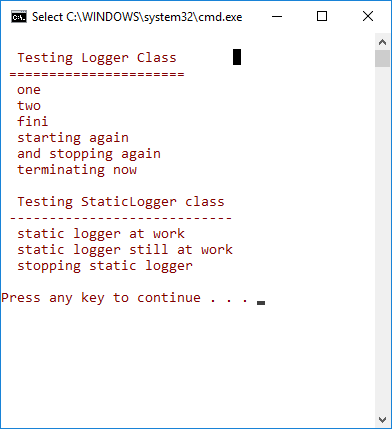 Select C:\WINDOWS\system32\cmd.exe
Testing Logger Class
======================
one
two
fini
starting again
and stopping again
terminating now
Testing StaticLogger class
----------------------------
static logger at work
static logger still at work
stopping static logger
Press any key to continue . . .